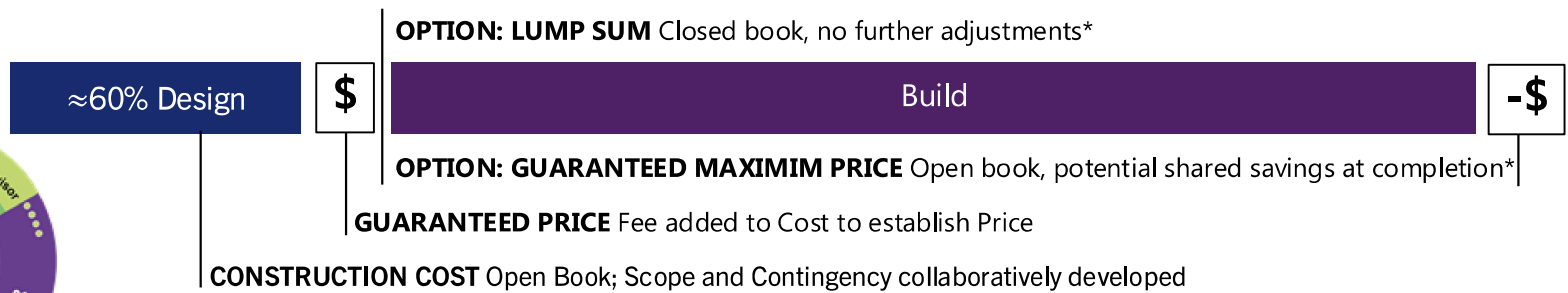 OPTION: LUMP SUM Closed book, no further adjustments*
≈60% Design
$
Build
-$
OPTION: GUARANTEED MAXIMIM PRICE Open book, potential shared savings at completion*
GUARANTEED PRICE Fee added to Cost to establish Price
CONSTRUCTION COST Open Book; Scope and Contingency collaboratively developed